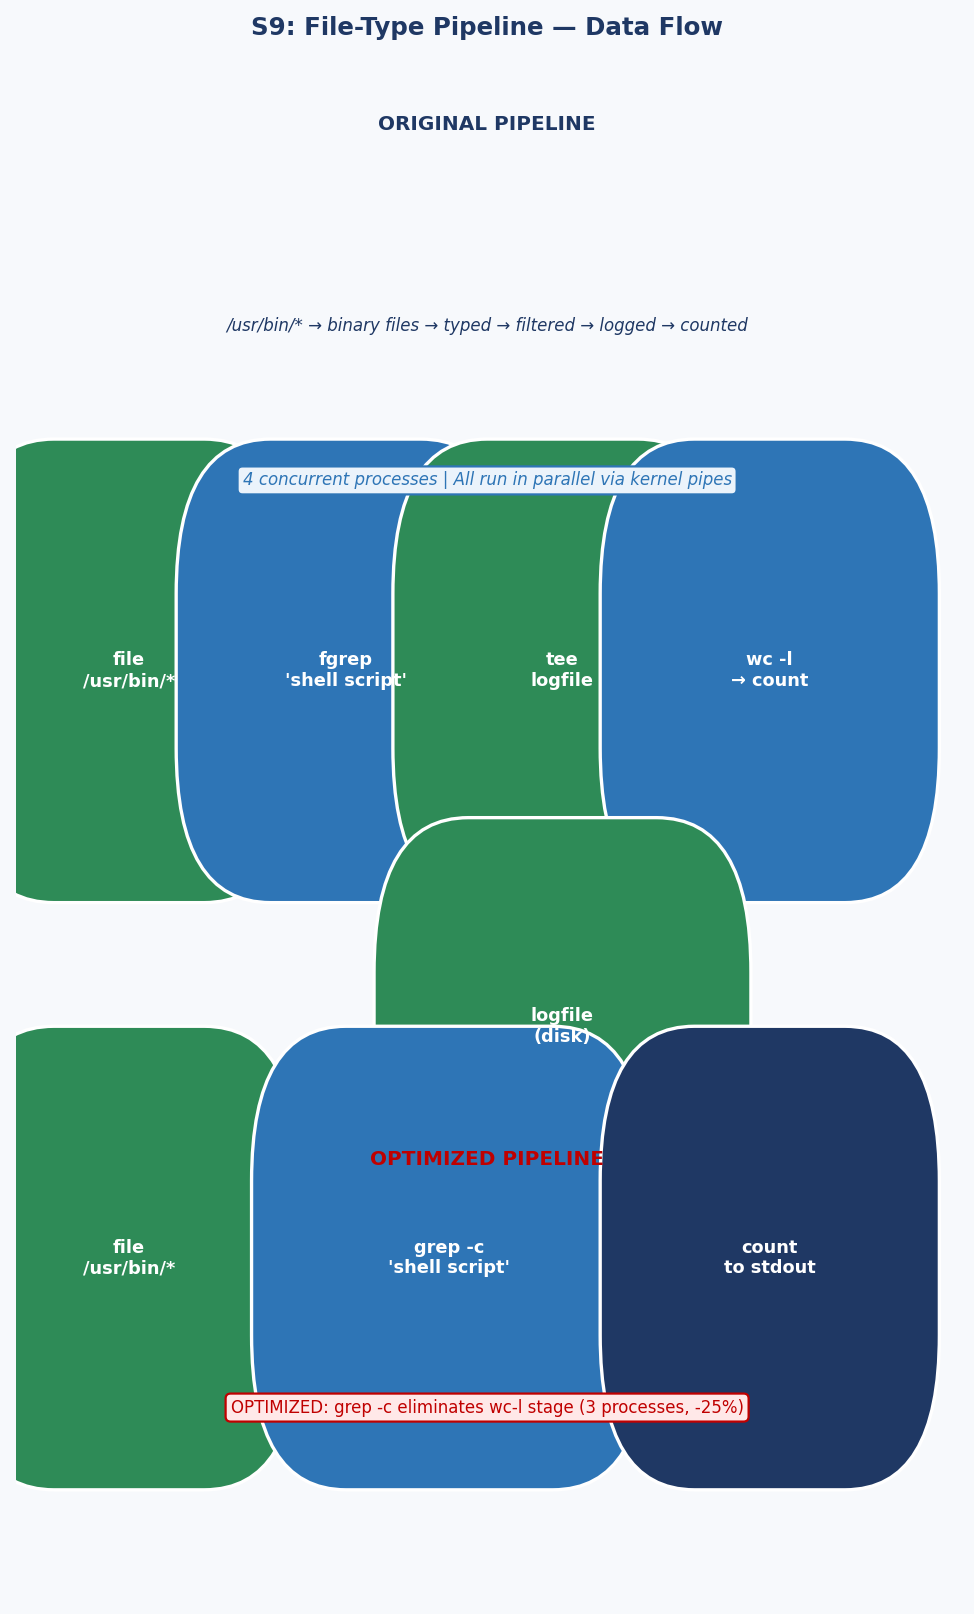 S9: File-Type Pipeline — Data Flow
ORIGINAL PIPELINE
/usr/bin/* → binary files → typed → filtered → logged → counted
4 concurrent processes | All run in parallel via kernel pipes
file
/usr/bin/*
fgrep
'shell script'
tee
logfile
wc -l
→ count
logfile
(disk)
OPTIMIZED PIPELINE
file
/usr/bin/*
grep -c
'shell script'
count
to stdout
OPTIMIZED: grep -c eliminates wc-l stage (3 processes, -25%)